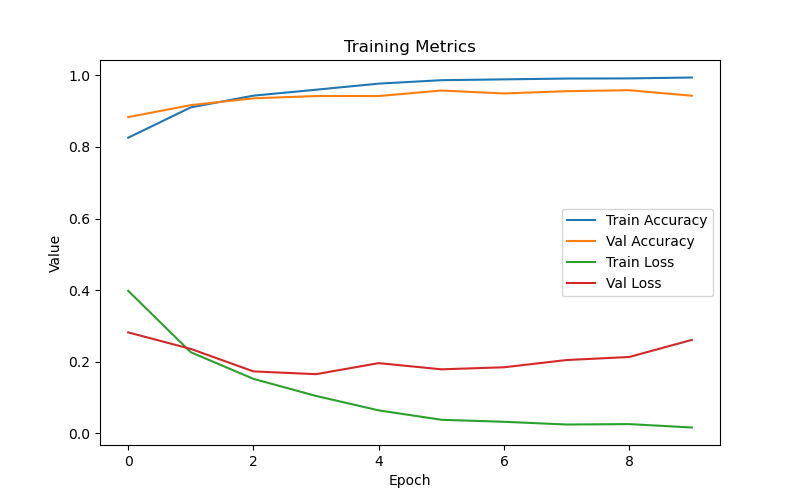 Training Metrics
1.0
0.8
0.6
0.4
0.2
0.0
Value
Train Accuracy
Val Accuracy
Train Loss
Val Loss
0 2 4 6 8
Epoch